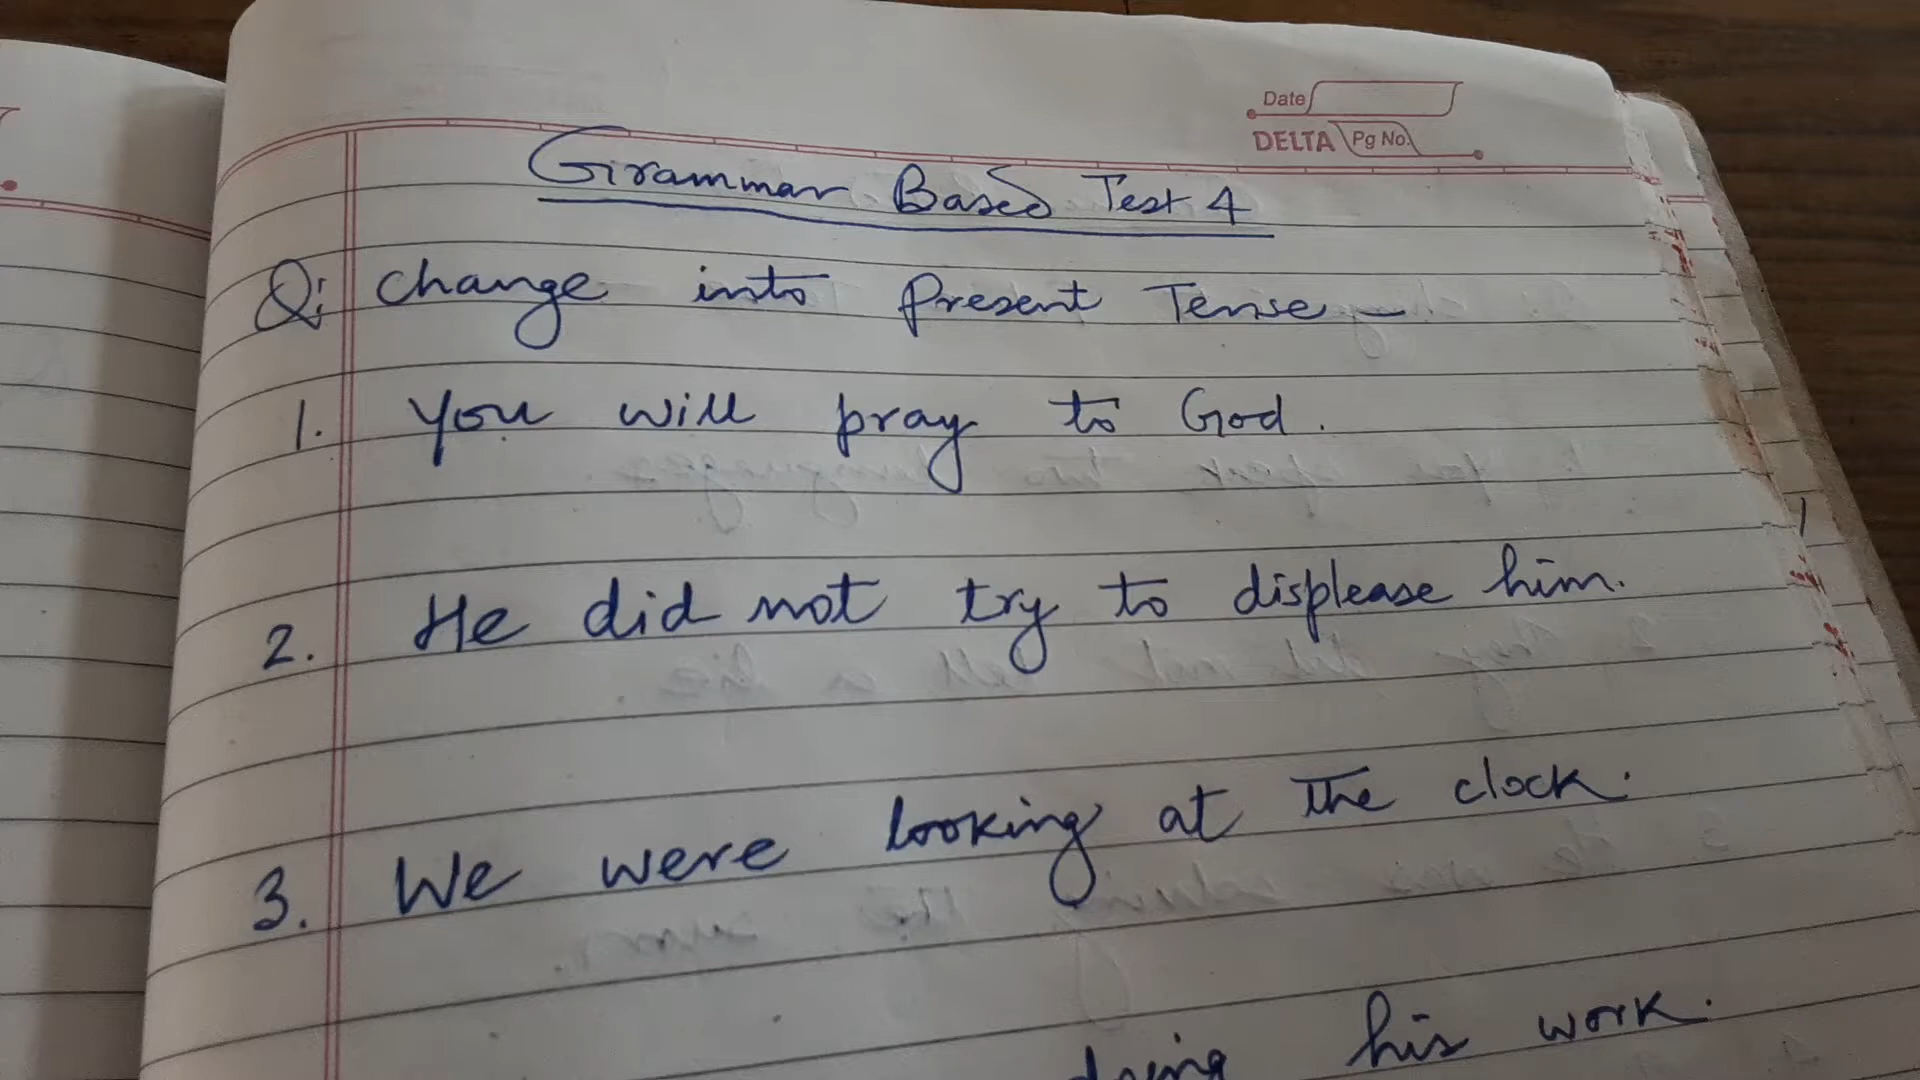 Date
DELTA Pg No.
Grammar Based Test 4
Q: Change into Present Tense -
1. You will pray to God.
2. He did not try to displease him.
3. We were looking at the clock.
doing his work.